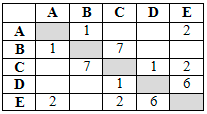 A B C D E
A 1 2
B 1 7
C 7 1 2
D 1 6
E 2 2 6